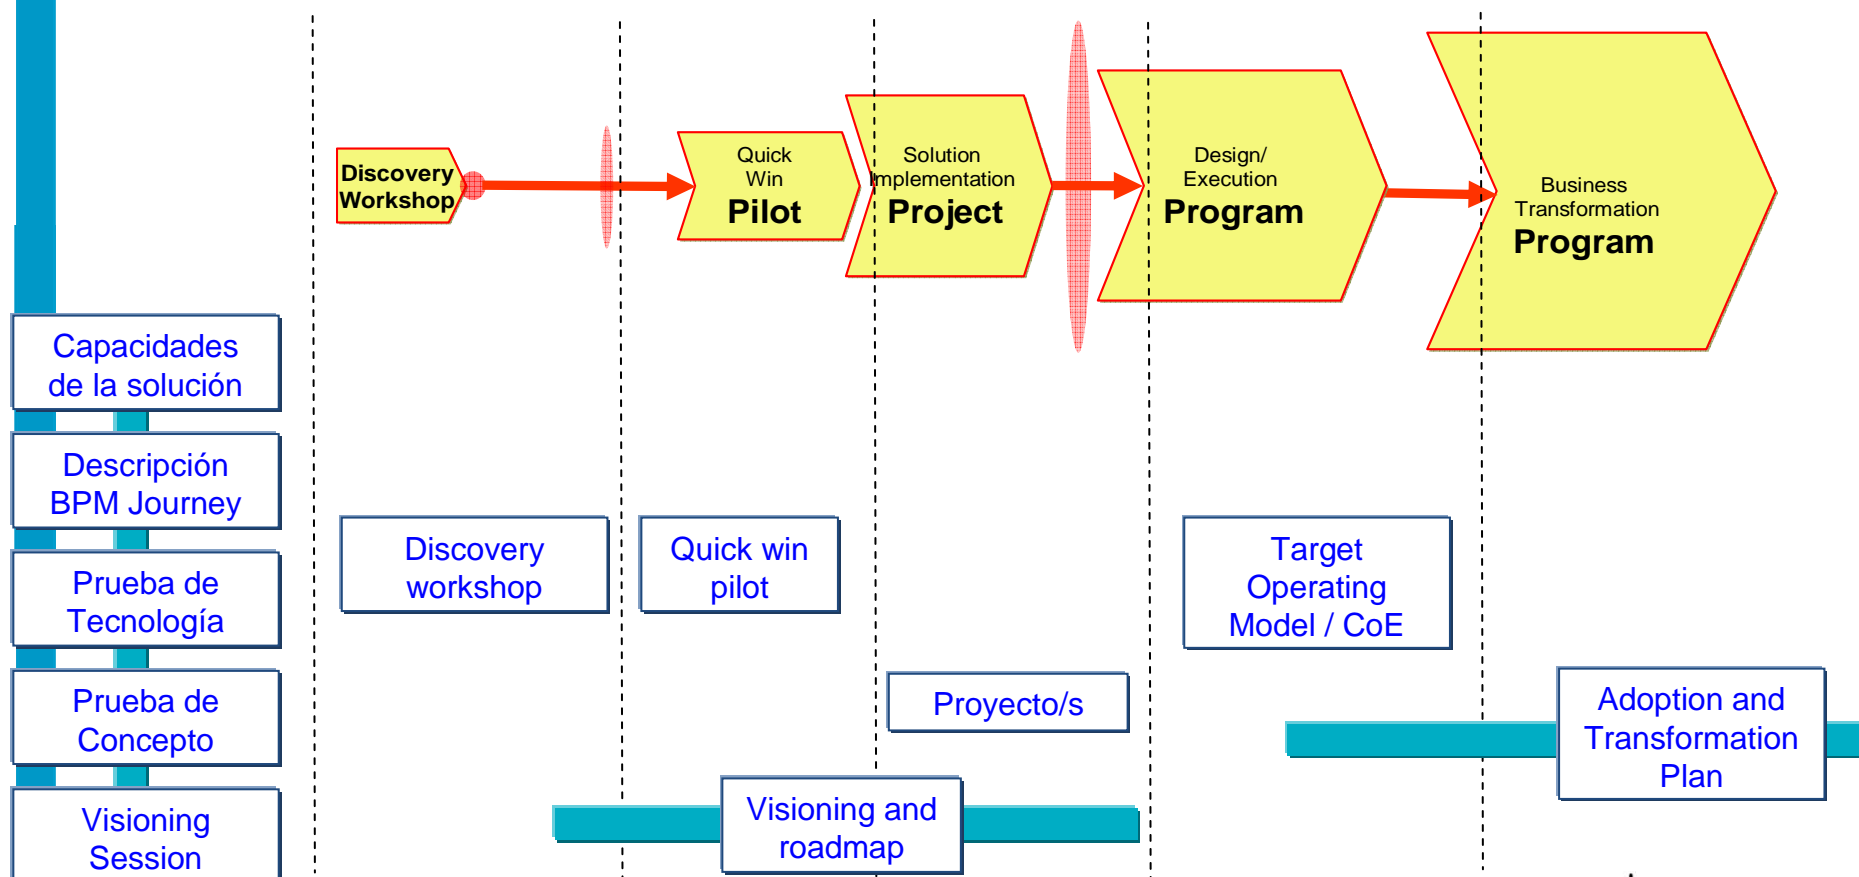 Discovery
Workshop
Quick
Win
Pilot
Solution
Implementation
Project
Design/
Execution
Program
Business
Transformation
Program
Capacidades
de la solución
Descripción
BPM Journey
Prueba de
Tecnología
Prueba de
Concepto
Visioning
Session
Discovery
workshop
Quick win
pilot
Proyecto/s
Visioning and
roadmap
Target
Operating
Model / CoE
Adoption and
Transformation
Plan